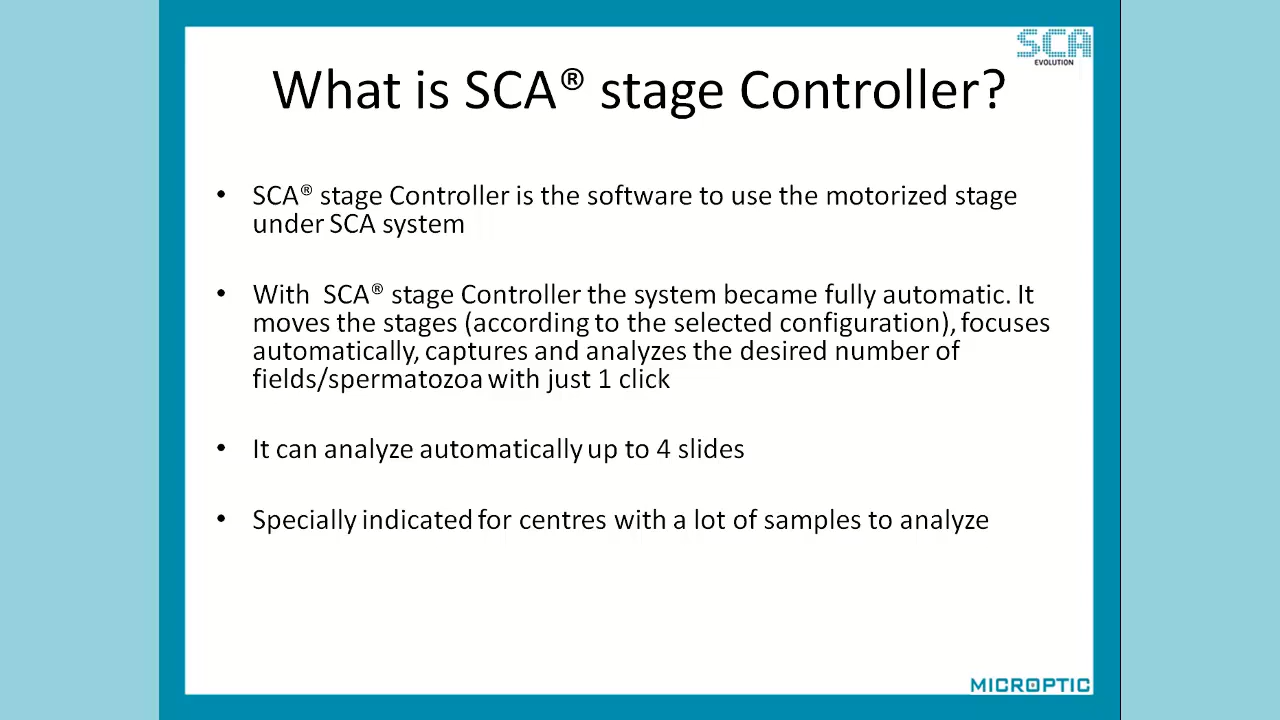 SCA
EVOLUTION
What is SCA® stage Controller?
• SCA® stage Controller is the software to use the motorized stage
under SCA system
• With SCA® stage Controller the system became fully automatic. It
moves the stages (according to the selected configuration), focuses
automatically, captures and analyzes the desired number of
fields/spermatozoa with just 1 click
• It can analyze automatically up to 4 slides
• Specially indicated for centres with a lot of samples to analyze
MICROPTIC